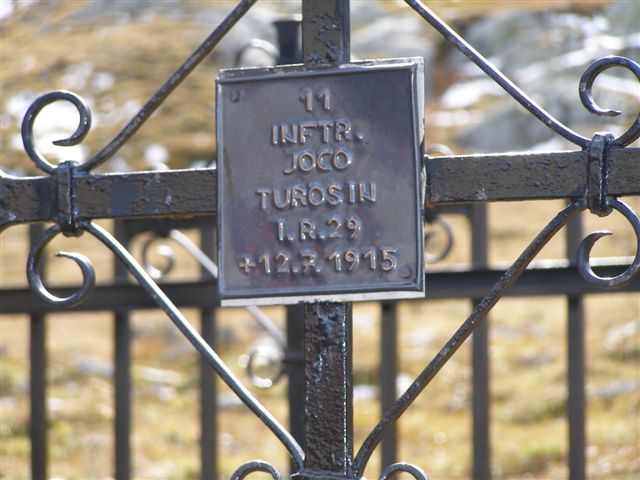 11
INFTR.
JOCO
TUROSIN
I.R.29
+12.7.1915